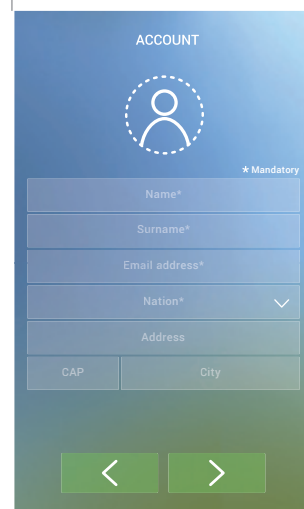 ACCOUNT
* Mandatory
Name*
Surname*
Email address*
Nation*
Address
CAP City